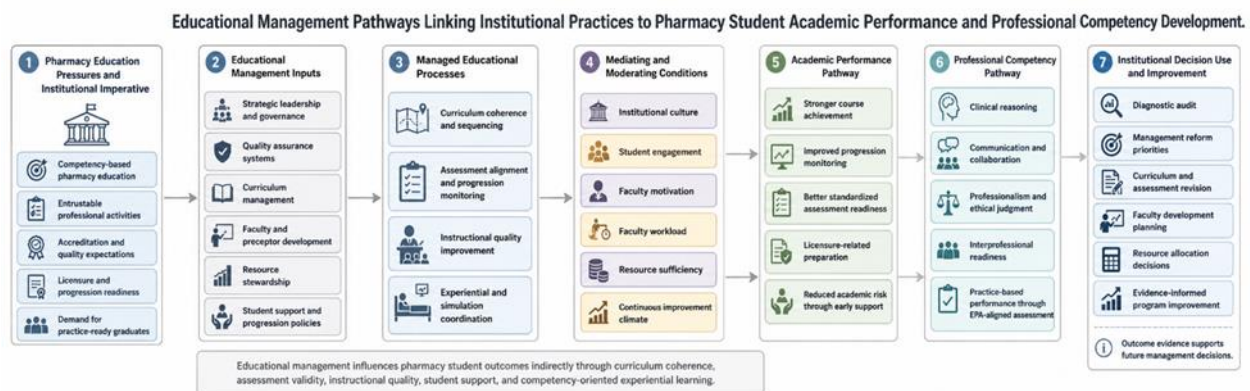 Educational Management Pathways Linking Institutional Practices to Pharmacy Student Academic Performance and Professional Competency Development.
1
Pharmacy Education
Pressures and
Institutional Imperative
Competency-based
pharmacy education
Entrustable
professional activities
Accreditation and
quality expectations
Licensure and
progression readiness
Demand for
practice-ready graduates
2
Educational
Management Inputs
Strategic leadership
and governance
Quality assurance
systems
Curriculum
management
Faculty and
preceptor development
Resource
stewardship
Student support and
progression policies
3
Managed Educational
Processes
Curriculum coherence
and sequencing
Assessment alignment
and progression
monitoring
Instructional quality
improvement
Experiential and
simulation
coordination
4
Mediating and
Moderating Conditions
Institutional culture
Student engagement
Faculty motivation
Faculty workload
Resource sufficiency
Continuous improvement
climate
5
Academic Performance
Pathway
Stronger course
achievement
Improved progression
monitoring
Better standardized
assessment readiness
Licensure-related
preparation
Reduced academic risk
through early support
6
Professional Competency
Pathway
Clinical reasoning
Communication and
collaboration
Professionalism and
ethical judgment
Interprofessional
readiness
Practice-based
performance through
EPA-aligned assessment
7
Institutional Decision Use
and Improvement
Diagnostic audit
Management reform
priorities
Curriculum and
assessment revision
Faculty development
planning
Resource allocation
decisions
Evidence-informed
program improvement
Outcome evidence supports
future management decisions.
Educational management influences pharmacy student outcomes indirectly through curriculum coherence,
assessment validity, instructional quality, student support, and competency-oriented experiential learning.